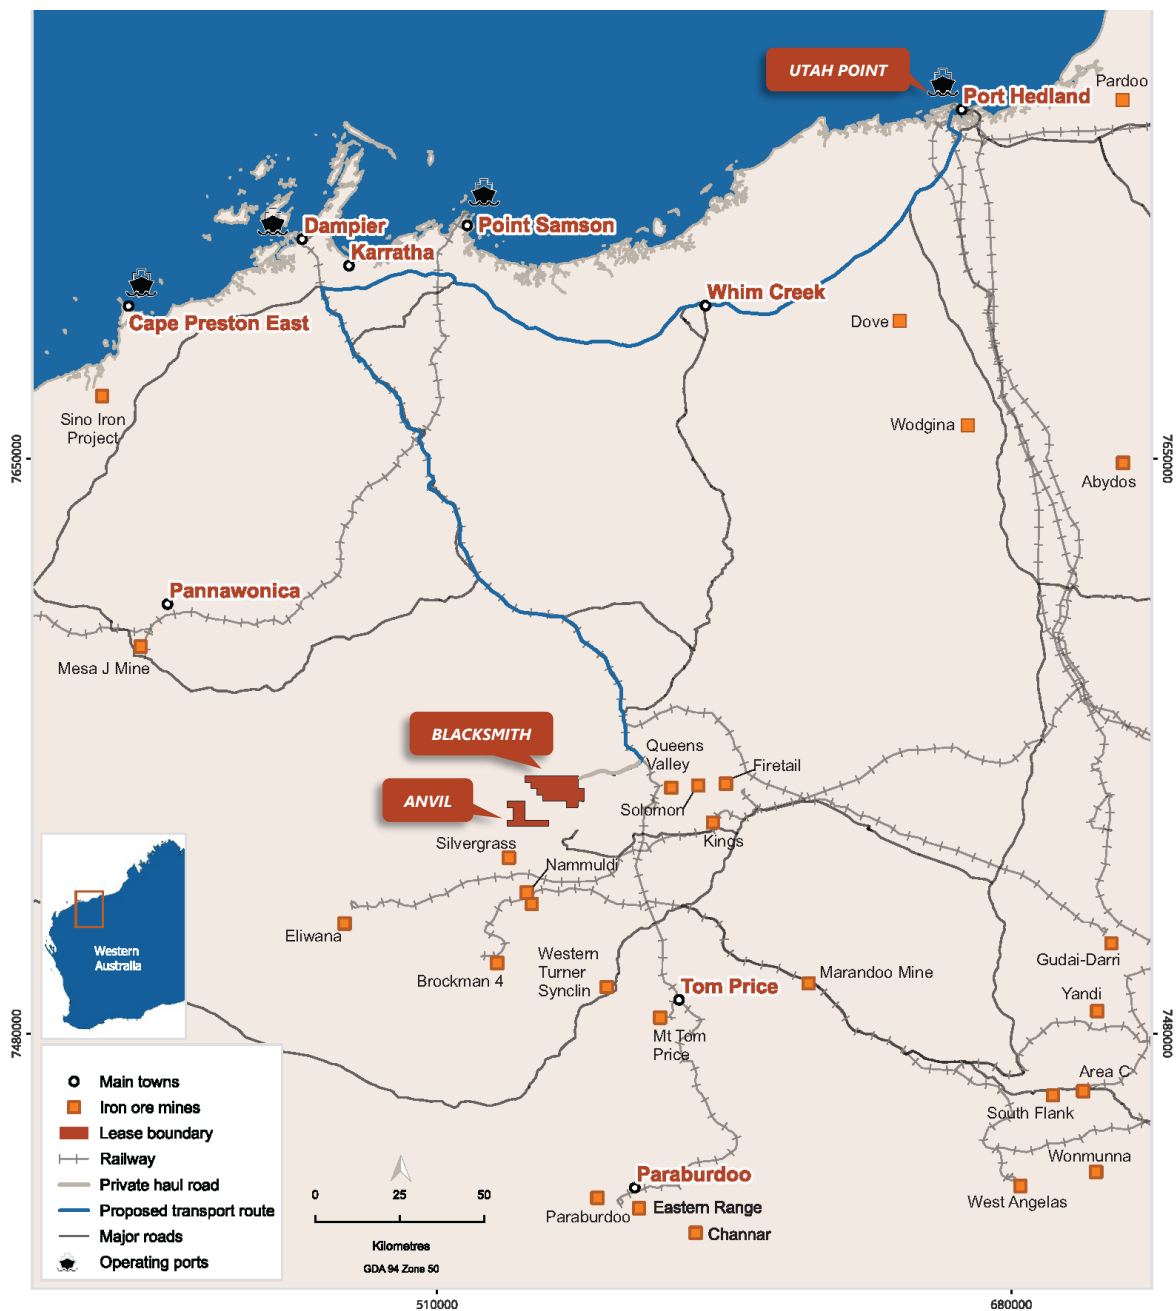 UTAH POINT
Pardoo
Port Hedland
Dampier
Point Samson
Karratha
Whim Creek
Cape Preston East
Dove
Sino Iron
Project
Wodgina
7650000
7650000
Abydos
Pannawonica
Mesa J Mine
BLACKSMITH
Queens
Valley
Firetail
ANVIL
Solomon
Silvergrass
Kings
Nammuldi
Eliwana
Western
Turner
Synclin
Brockman 4
Marandoo Mine
Gudai-Darri
Tom Price
Yandi
Western
Australia
7480000
7480000
Mt Tom
Price
Area C
South Flank
Wonmunna
West Angelas
Paraburdoo
Paraburdoo
Eastern Range
Channar
Main towns
Iron ore mines
Lease boundary
Railway
Private haul road
Proposed transport route
Major roads
Operating ports
0 25 50
Kilometres
GDA 94 Zone 50
510000
680000